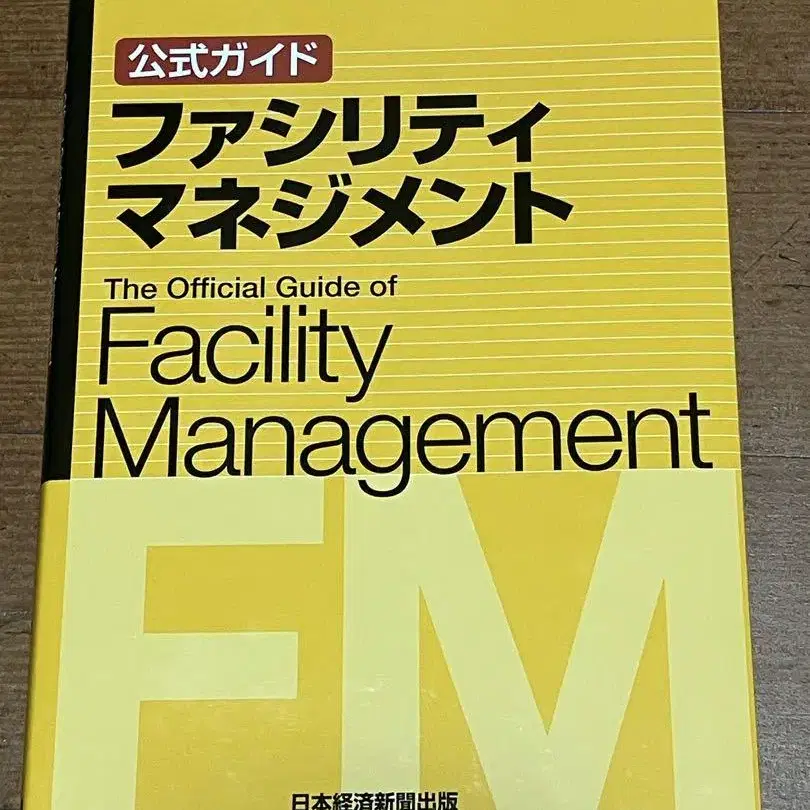 公式ガイド
ファシリティ
マネジメント
The Official Guide of
Facility
Management
FM
日本経済新聞出版